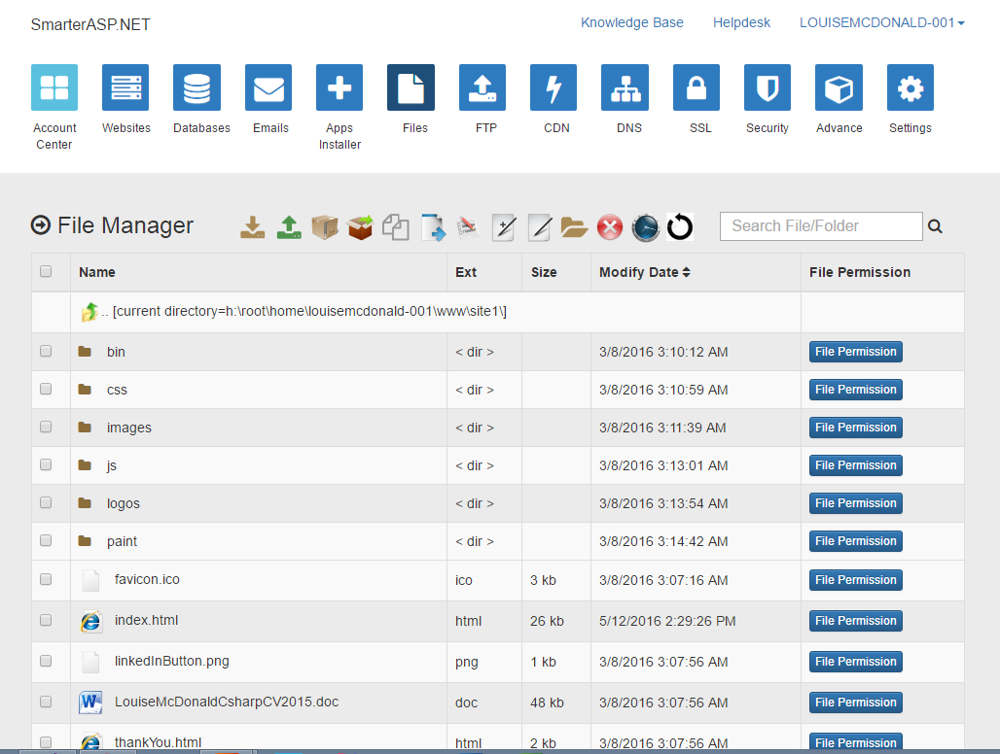 SmarterASP.NET Knowledge Base Helpdesk LOUISEMCDONALD-001
Account Center Websites Databases Emails Apps Installer Files FTP CDN DNS SSL Security Advance Settings
File Manager Search File/Folder
Name Ext Size Modify Date File Permission
.. [current directory=h:\root\home\louisemcdonald-001\www\site1\]
bin < dir > 3/8/2016 3:10:12 AM File Permission
css < dir > 3/8/2016 3:10:59 AM File Permission
images < dir > 3/8/2016 3:11:39 AM File Permission
js < dir > 3/8/2016 3:13:01 AM File Permission
logos < dir > 3/8/2016 3:13:54 AM File Permission
paint < dir > 3/8/2016 3:14:42 AM File Permission
favicon.ico ico 3 kb 3/8/2016 3:07:16 AM File Permission
index.html html 26 kb 5/12/2016 2:29:26 PM File Permission
linkedInButton.png png 1 kb 3/8/2016 3:07:56 AM File Permission
LouiseMcDonaldCsharpCV2015.doc doc 48 kb 3/8/2016 3:07:56 AM File Permission
thankYou.html html 2 kb 3/8/2016 3:07:56 AM File Permission